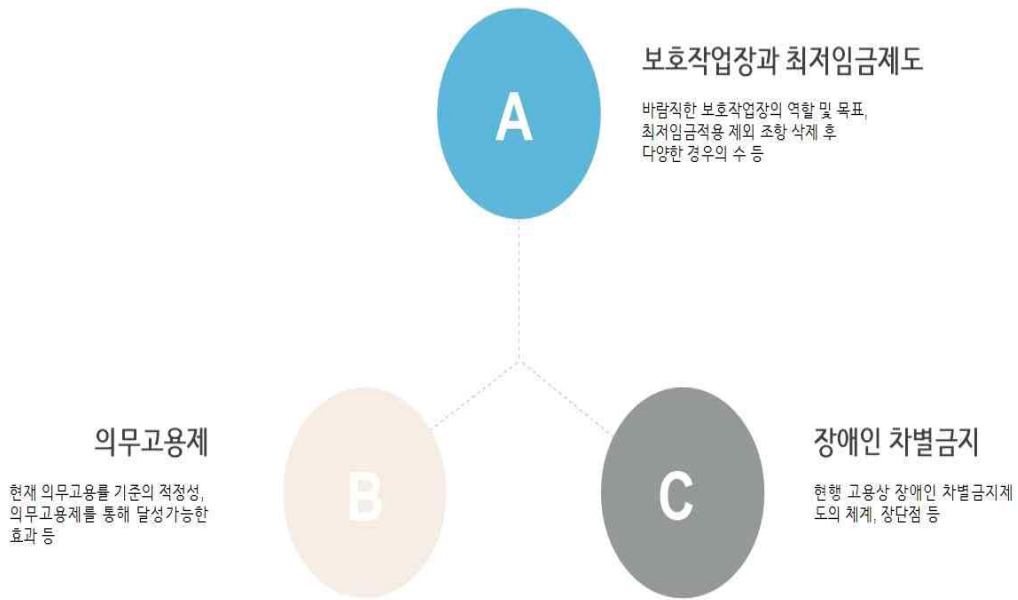 A
보호작업장과 최저임금제도
바람직한 보호작업장의 역할 및 목표,
최저임금적용 제외 조항 삭제 후
다양한 경우의 수 등
의무고용제
현재 의무고용률 기준의 적정성,
의무고용제를 통해 달성가능한
효과 등
B
C
장애인 차별금지
현행 고용상 장애인 차별금지제
도의 체계, 장단점 등